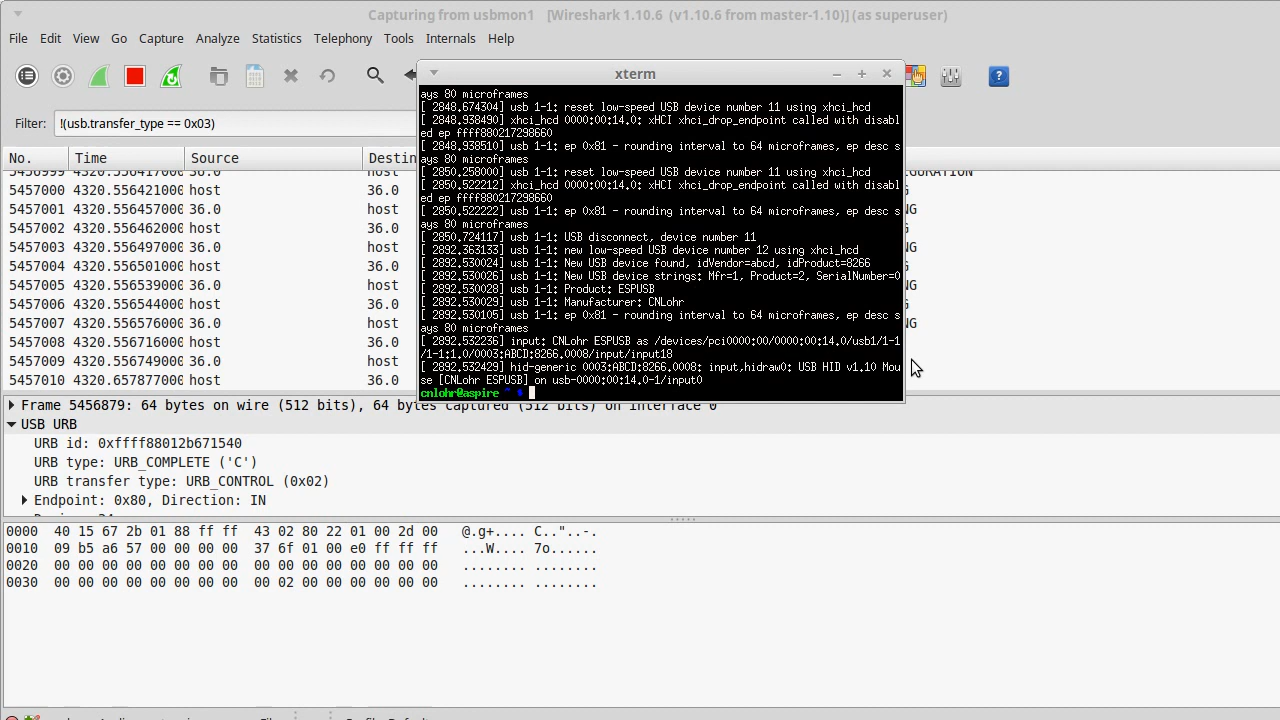 Capturing from usbmon1 [Wireshark 1.10.6 (v1.10.6 from master-1.10)] (as superuser)
File Edit View Go Capture Analyze Statistics Telephony Tools Internals Help
Filter: !(usb.transfer_type == 0x03)
No. Time Source Destin
5456999 4320.556417000 36.0 host GURATION
5457000 4320.556421000 host 36.0
5457001 4320.556457000 36.0 host NG
5457002 4320.556462000 host 36.0
5457003 4320.556497000 36.0 host NG
5457004 4320.556501000 host 36.0
5457005 4320.556539000 36.0 host NG
5457006 4320.556544000 host 36.0
5457007 4320.556576000 36.0 host NG
5457008 4320.556716000 host 36.0
5457009 4320.556749000 36.0 host
5457010 4320.657877000 host 36.0
xterm
ays 80 microframes
[ 2848.674304] usb 1-1: reset low-speed USB device number 11 using xhci_hcd
[ 2848.938490] xhci_hcd 0000:00:14.0: xHCI xhci_drop_endpoint called with disabl
ed ep ffff880217298660
[ 2848.938510] usb 1-1: ep 0x81 - rounding interval to 64 microframes, ep desc s
ays 80 microframes
[ 2850.258000] usb 1-1: reset low-speed USB device number 11 using xhci_hcd
[ 2850.522212] xhci_hcd 0000:00:14.0: xHCI xhci_drop_endpoint called with disabl
ed ep ffff880217298660
[ 2850.522222] usb 1-1: ep 0x81 - rounding interval to 64 microframes, ep desc s
ays 80 microframes
[ 2850.724117] usb 1-1: USB disconnect, device number 11
[ 2892.363133] usb 1-1: new low-speed USB device number 12 using xhci_hcd
[ 2892.530024] usb 1-1: New USB device found, idVendor=abcd, idProduct=8266
[ 2892.530026] usb 1-1: New USB device strings: Mfr=1, Product=2, SerialNumber=0
[ 2892.530028] usb 1-1: Product: ESPUSB
[ 2892.530029] usb 1-1: Manufacturer: CNLohr
[ 2892.530105] usb 1-1: ep 0x81 - rounding interval to 64 microframes, ep desc s
ays 80 microframes
[ 2892.532236] input: CNLohr ESPUSB as /devices/pci0000:00/0000:00:14.0/usb1/1-1
/1-1:1.0/0003:ABCD:8266.0008/input/input18
[ 2892.532429] hid-generic 0003:ABCD:8266.0008: input,hidraw0: USB HID v1.10 Mou
se [CNLohr ESPUSB] on usb-0000:00:14.0-1/input0
cnlohr@aspire ~ $
Frame 5456879: 64 bytes on wire (512 bits), 64 bytes captured (512 bits) on interface 0
USB URB
URB id: 0xffff88012b671540
URB type: URB_COMPLETE ('C')
URB transfer type: URB_CONTROL (0x02)
Endpoint: 0x80, Direction: IN
0000 40 15 67 2b 01 88 ff ff 43 02 80 22 01 00 2d 00 @.g+.... C.."..-.
0010 09 b5 a6 57 00 00 00 00 37 6f 01 00 e0 ff ff ff ...W.... 7o......
0020 00 00 00 00 00 00 00 00 00 00 00 00 00 00 00 00 ........ ........
0030 00 00 00 00 00 00 00 00 00 02 00 00 00 00 00 00 ........ ........